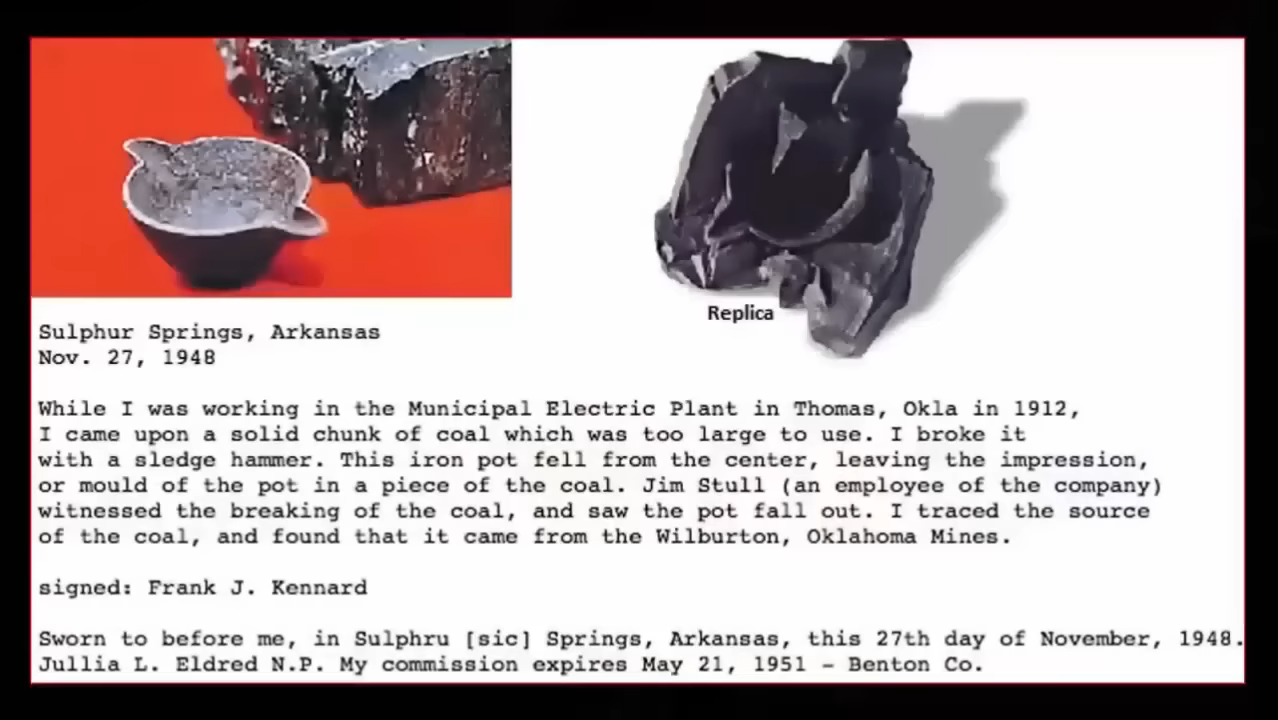 Replica
Sulphur Springs, Arkansas
Nov. 27, 1948
While I was working in the Municipal Electric Plant in Thomas, Okla in 1912,
I came upon a solid chunk of coal which was too large to use. I broke it
with a sledge hammer. This iron pot fell from the center, leaving the impression,
or mould of the pot in a piece of the coal. Jim Stull (an employee of the company)
witnessed the breaking of the coal, and saw the pot fall out. I traced the source
of the coal, and found that it came from the Wilburton, Oklahoma Mines.
signed: Frank J. Kennard
Sworn to before me, in Sulphru [sic] Springs, Arkansas, this 27th day of November, 1948.
Jullia L. Eldred N.P. My commission expires May 21, 1951 - Benton Co.